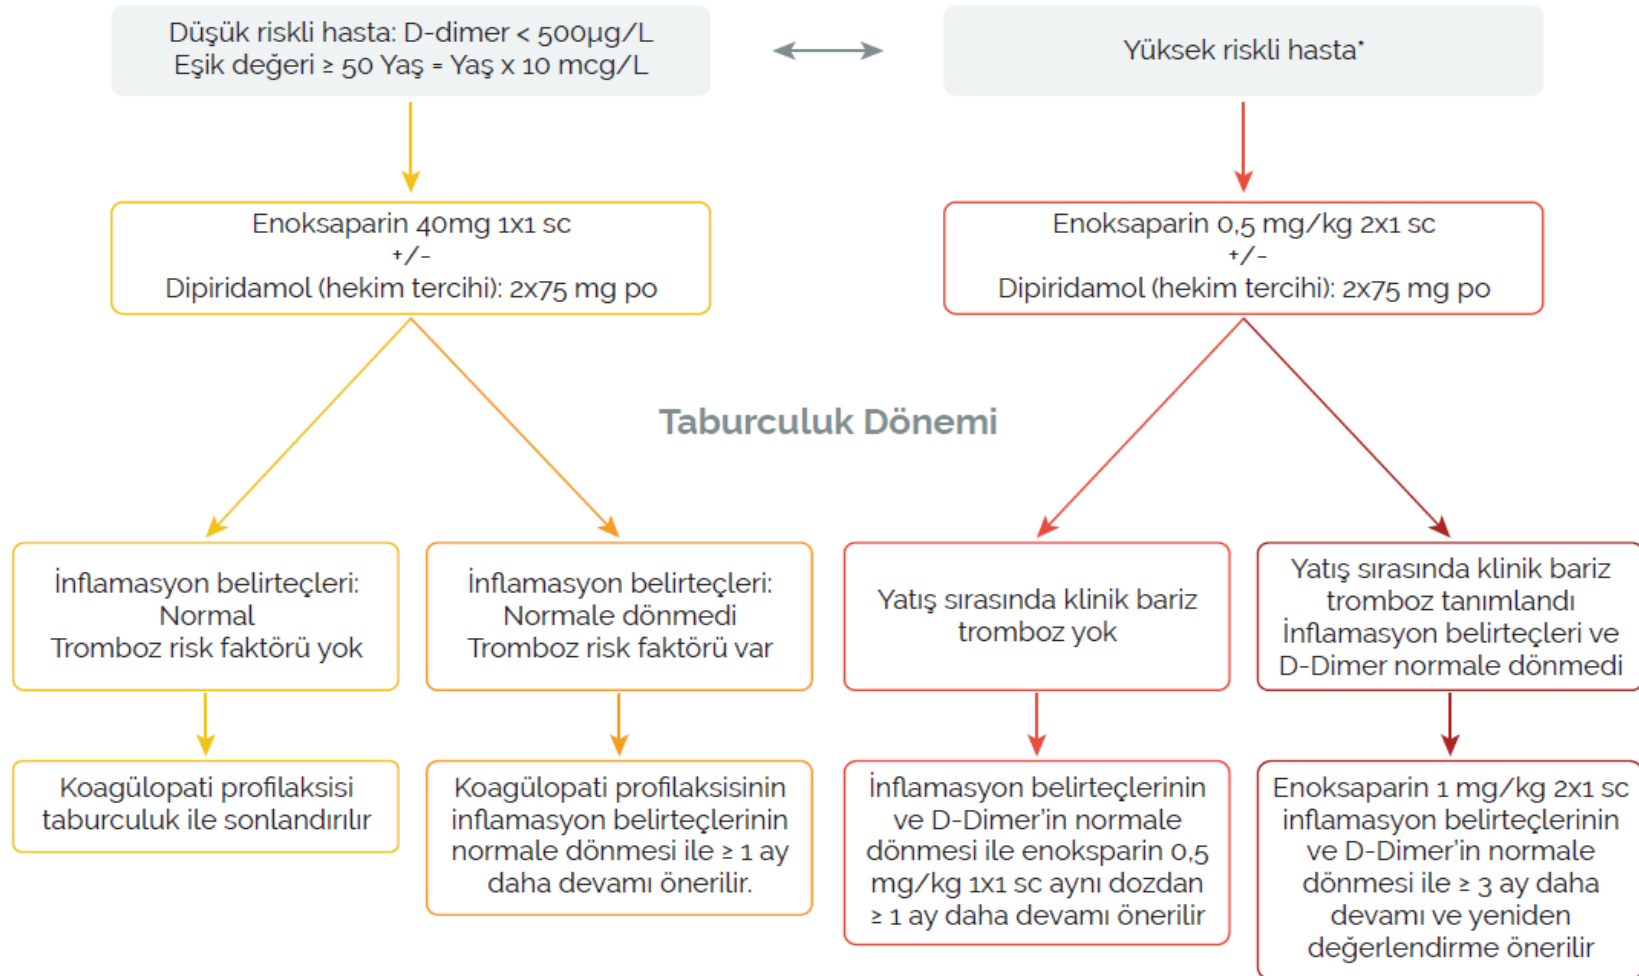 Düşük riskli hasta: D-dimer < 500µg/L
Eşik değeri ≥ 50 Yaş = Yaş x 10 mcg/L
Yüksek riskli hasta*
Enoksaparin 40mg 1x1 sc
+/-
Dipiridamol (hekim tercihi): 2x75 mg po
Enoksaparin 0,5 mg/kg 2x1 sc
+/-
Dipiridamol (hekim tercihi): 2x75 mg po
Taburculuk Dönemi
İnflamasyon belirteçleri:
Normal
Tromboz risk faktörü yok
İnflamasyon belirteçleri:
Normale dönmedi
Tromboz risk faktörü var
Yatış sırasında klinik bariz
tromboz yok
Yatış sırasında klinik bariz
tromboz tanımlandı
İnflamasyon belirteçleri ve
D-Dimer normale dönmedi
Koagülopati profilaksisi
taburculuk ile sonlandırılır
Koagülopati profilaksisinin
inflamasyon belirteçlerinin
normale dönmesi ile ≥ 1 ay
daha devamı önerilir.
İnflamasyon belirteçlerinin
ve D-Dimer'in normale
dönmesi ile enoksparin 0,5
mg/kg 1x1 sc aynı dozdan
≥ 1 ay daha devamı önerilir
Enoksaparin 1 mg/kg 2x1 sc
inflamasyon belirteçlerinin
ve D-Dimer'in normale
dönmesi ile ≥ 3 ay daha
devamı ve yeniden
değerlendirme önerilir